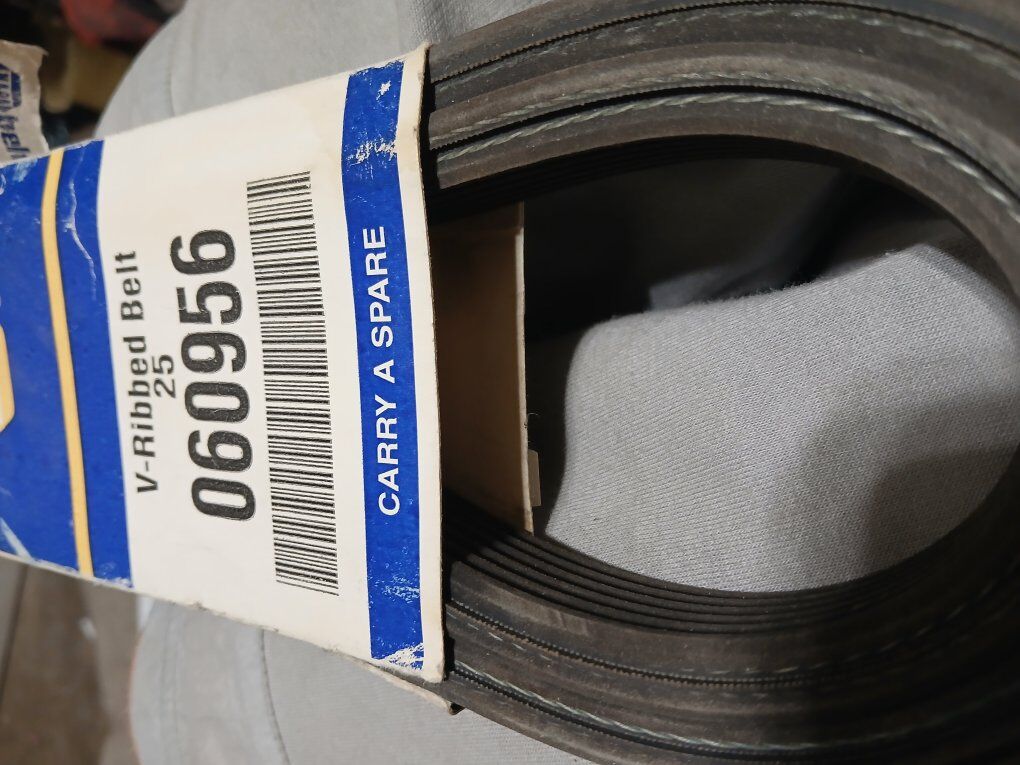 V-Ribbed Belt
25
060956
CARRY A SPARE